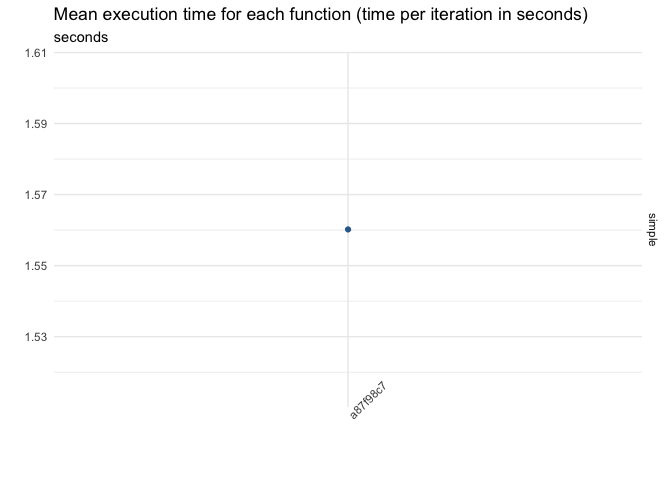 Mean execution time for each function (time per iteration in seconds)
seconds
1.61
1.59
1.57
1.55
1.53
simple
a87f98c7